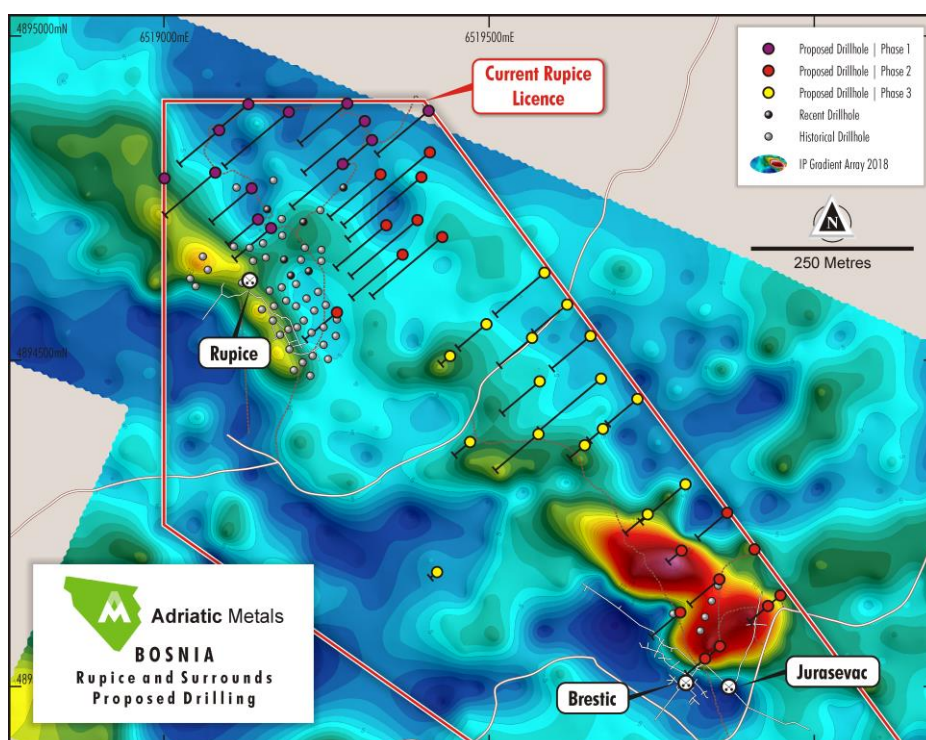 4895000mN
6519000mE
6519500mE
Current Rupice
Licence
Proposed Drillhole | Phase 1
Proposed Drillhole | Phase 2
Proposed Drillhole | Phase 3
Recent Drillhole
Historical Drillhole
IP Gradient Array 2018
N
250 Metres
Rupice
4894500mN
Adriatic Metals
BOSNIA
Rupice and Surrounds
Proposed Drilling
Brestic
Jurasevac